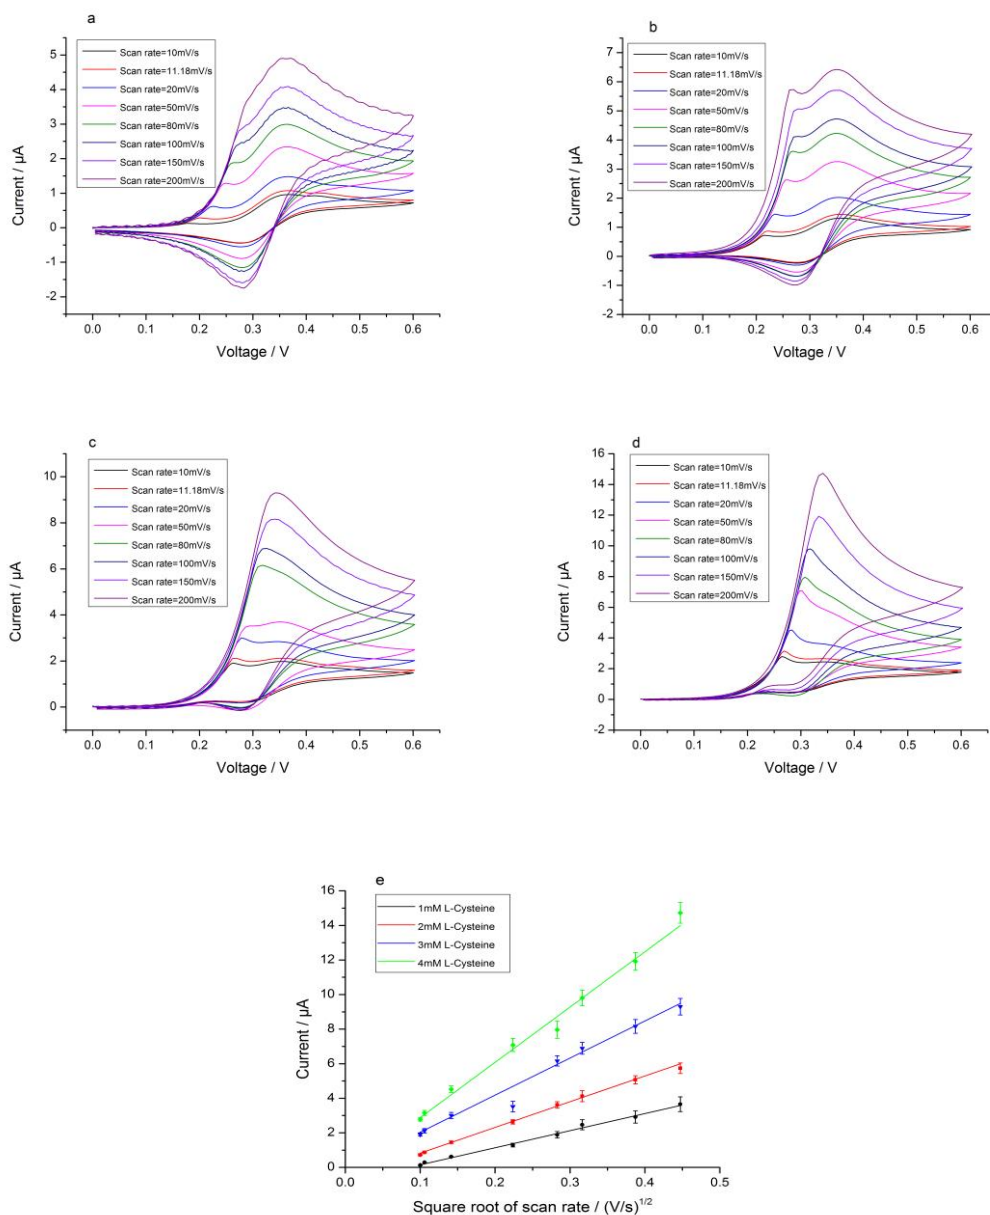 a
Scan rate=10mV/s
Scan rate=11.18mV/s
Scan rate=20mV/s
Scan rate=50mV/s
Scan rate=80mV/s
Scan rate=100mV/s
Scan rate=150mV/s
Scan rate=200mV/s
5
4
3
2
1
0
-1
-2
Current / µA
0.0 0.1 0.2 0.3 0.4 0.5 0.6
Voltage / V
b
Scan rate=10mV/s
Scan rate=11.18mV/s
Scan rate=20mV/s
Scan rate=50mV/s
Scan rate=80mV/s
Scan rate=100mV/s
Scan rate=150mV/s
Scan rate=200mV/s
7
6
5
4
3
2
1
0
-1
-2
Current / µA
0.0 0.1 0.2 0.3 0.4 0.5 0.6
Voltage / V
c
Scan rate=10mV/s
Scan rate=11.18mV/s
Scan rate=20mV/s
Scan rate=50mV/s
Scan rate=80mV/s
Scan rate=100mV/s
Scan rate=150mV/s
Scan rate=200mV/s
10
8
6
4
2
0
Current / µA
0.0 0.1 0.2 0.3 0.4 0.5 0.6
Voltage / V
d
Scan rate=10mV/s
Scan rate=11.18mV/s
Scan rate=20mV/s
Scan rate=50mV/s
Scan rate=80mV/s
Scan rate=100mV/s
Scan rate=150mV/s
Scan rate=200mV/s
16
14
12
10
8
6
4
2
0
-2
Current / µA
0.0 0.1 0.2 0.3 0.4 0.5 0.6
Voltage / V
e
1mM L-Cysteine
2mM L-Cysteine
3mM L-Cysteine
4mM L-Cysteine
16
14
12
10
8
6
4
2
0
Current / µA
0.0 0.1 0.2 0.3 0.4 0.5
Square root of scan rate / (V/s)^1/2